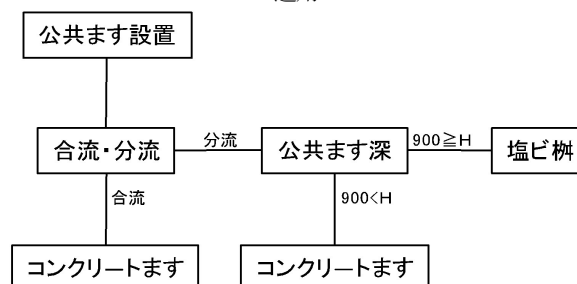 公共ます設置
合流・分流
分流
公共ます深
900≧H
塩ビ桝
合流
900<H
コンクリートます
コンクリートます